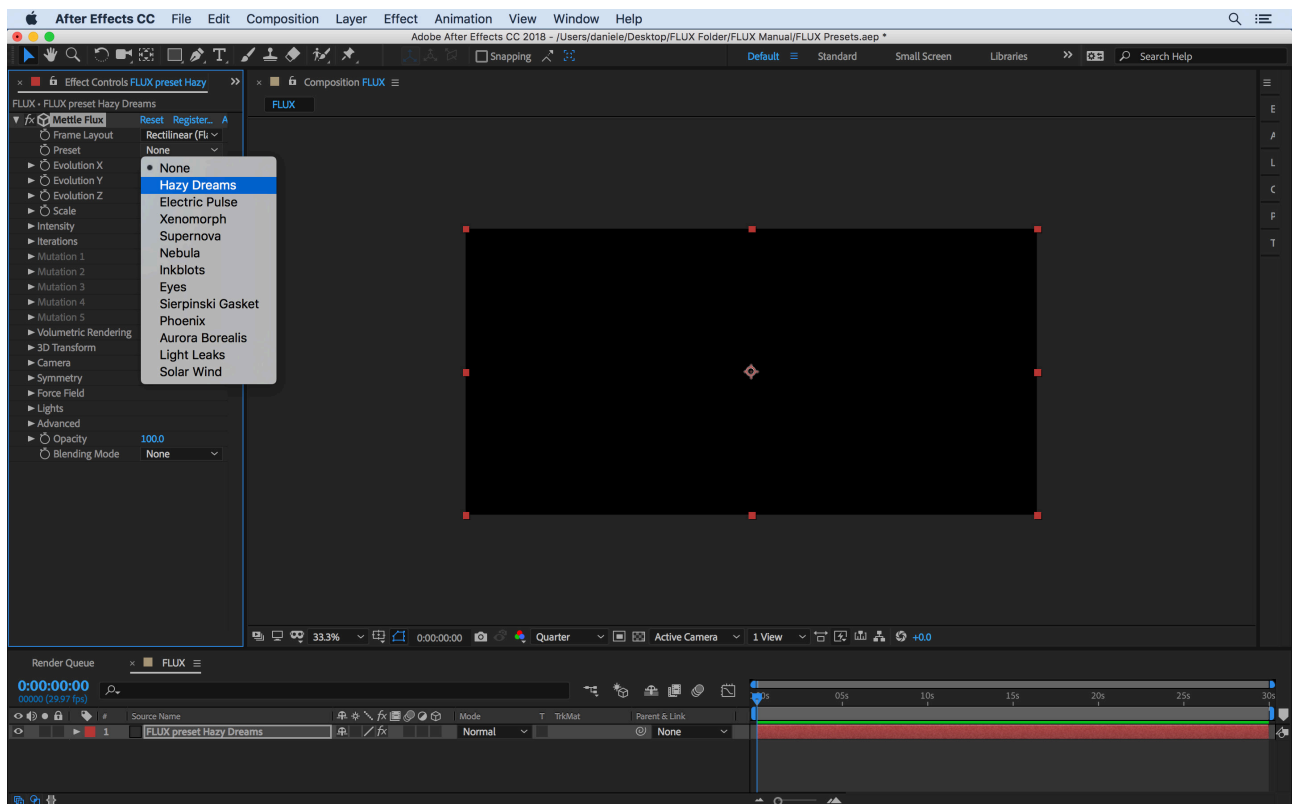 After Effects CC File Edit Composition Layer Effect Animation View Window Help
Adobe After Effects CC 2018 - /Users/daniele/Desktop/FLUX Folder/FLUX Manual/FLUX Presets.aep *
Snapping
Default
Standard
Small Screen
Libraries
Search Help
Effect Controls FLUX preset Hazy
Composition FLUX
FLUX • FLUX preset Hazy Dreams
FLUX
fx Mettle Flux Reset Register... A
Frame Layout Rectilinear (Fla
Preset None
Evolution X
Evolution Y
Evolution Z
Scale
Intensity
Iterations
Mutation 1
Mutation 2
Mutation 3
Mutation 4
Mutation 5
Volumetric Rendering
3D Transform
Camera
Symmetry
Force Field
Lights
Advanced
Opacity 100.0
Blending Mode None
None
Hazy Dreams
Electric Pulse
Xenomorph
Supernova
Nebula
Inkblots
Eyes
Sierpinski Gasket
Phoenix
Aurora Borealis
Light Leaks
Solar Wind
E
A
L
C
P
T
33.3% 0:00:00:00 Quarter Active Camera 1 View +0.0
Render Queue
FLUX
0:00:00:00
00000 (29.97 fps)
05s 10s 15s 20s 25s 30s
# Source Name fx Mode T TrkMat Parent & Link
1 FLUX preset Hazy Dreams fx Normal None